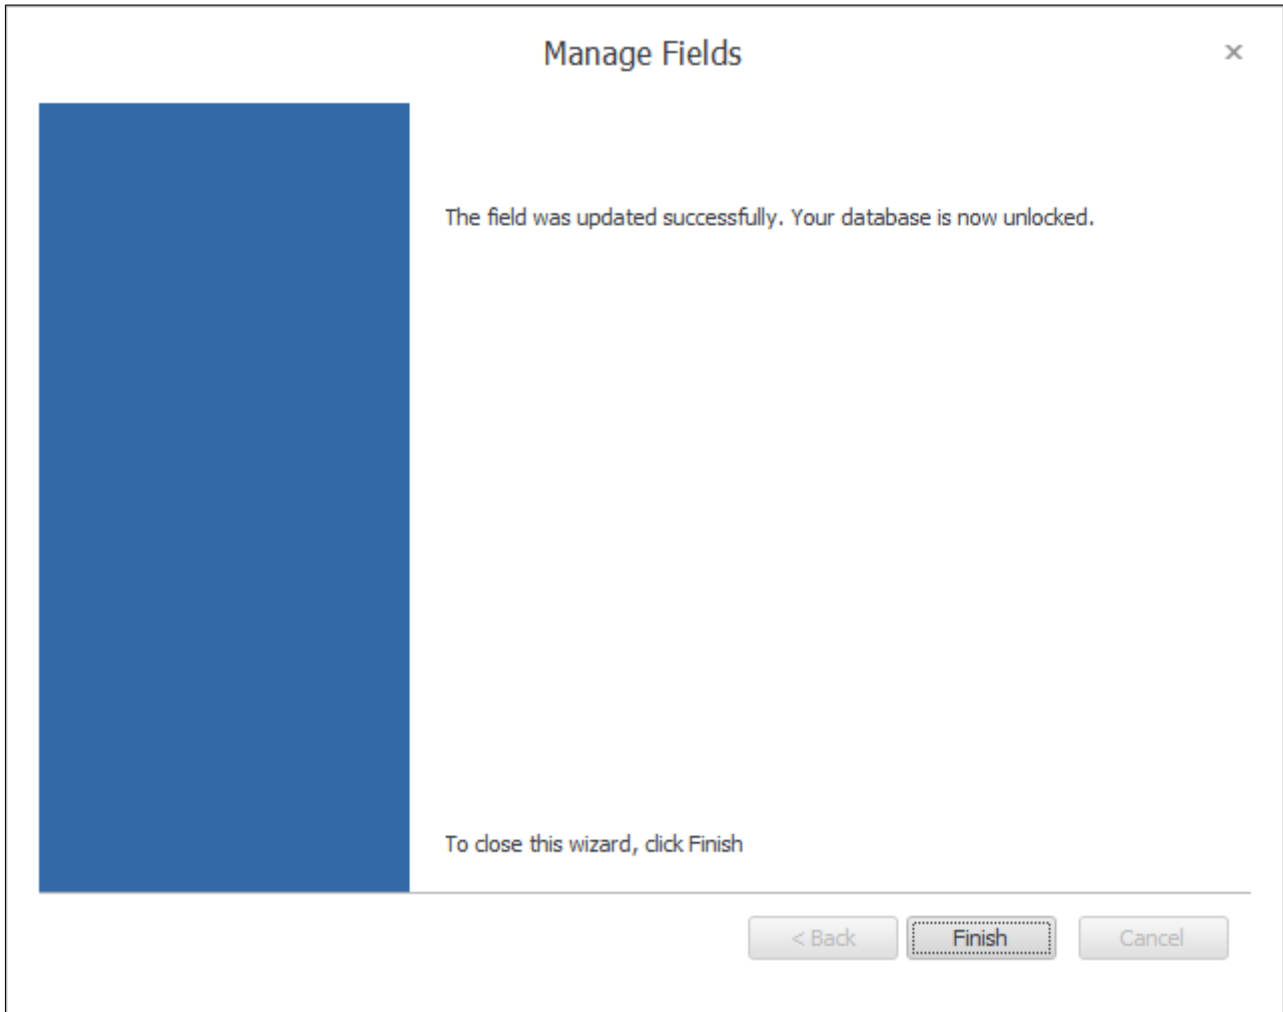 Manage Fields
The field was updated successfully. Your database is now unlocked.
To close this wizard, click Finish
< Back
Finish
Cancel